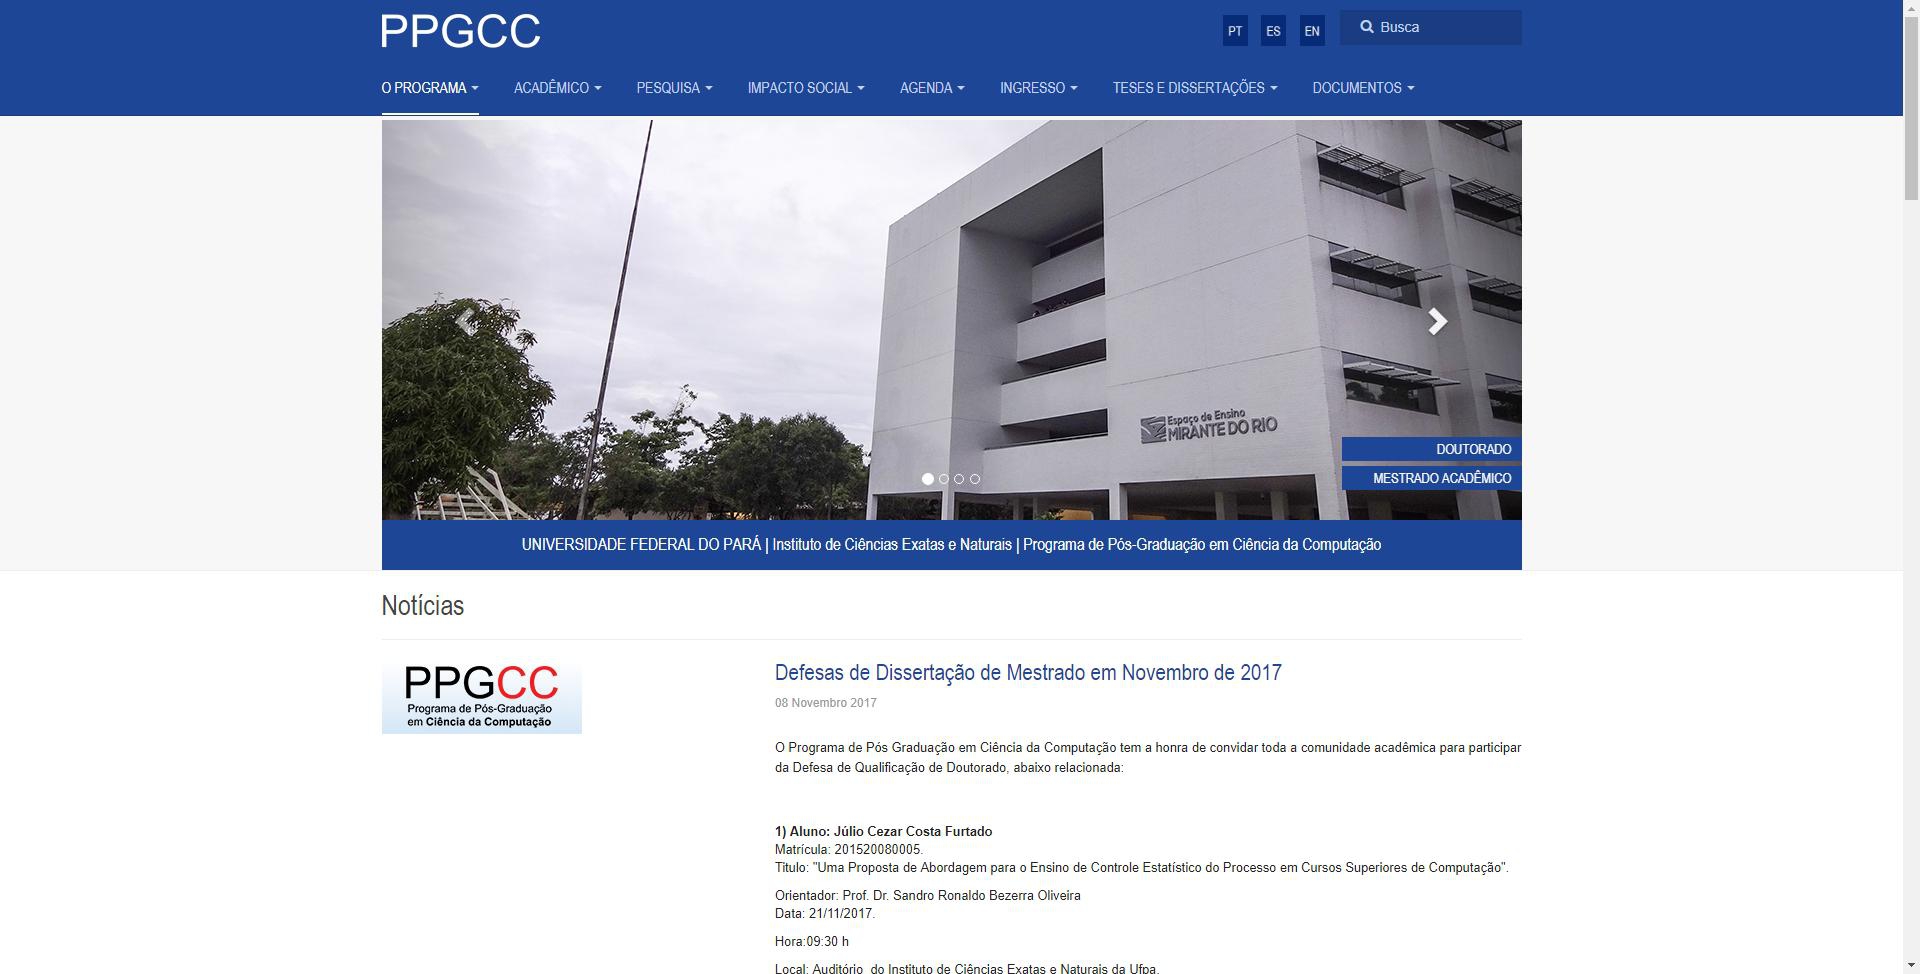 PPGCC
PT ES EN Busca
O PROGRAMA ACADÊMICO PESQUISA IMPACTO SOCIAL AGENDA INGRESSO TESES E DISSERTAÇÕES DOCUMENTOS
Espaço de Ensino
MIRANTE DO RIO
DOUTORADO
MESTRADO ACADÊMICO
UNIVERSIDADE FEDERAL DO PARÁ | Instituto de Ciências Exatas e Naturais | Programa de Pós-Graduação em Ciência da Computação
Notícias
PPGCC
Programa de Pós-Graduação
em Ciência da Computação
Defesas de Dissertação de Mestrado em Novembro de 2017
08 Novembro 2017
O Programa de Pós Graduação em Ciência da Computação tem a honra de convidar toda a comunidade acadêmica para participar
da Defesa de Qualificação de Doutorado, abaixo relacionada:
1) Aluno: Júlio Cezar Costa Furtado
Matrícula: 201520080005.
Titulo: "Uma Proposta de Abordagem para o Ensino de Controle Estatístico do Processo em Cursos Superiores de Computação".
Orientador: Prof. Dr. Sandro Ronaldo Bezerra Oliveira
Data: 21/11/2017.
Hora:09:30 h
Local: Auditório do Instituto de Ciências Exatas e Naturais da Ufpa.